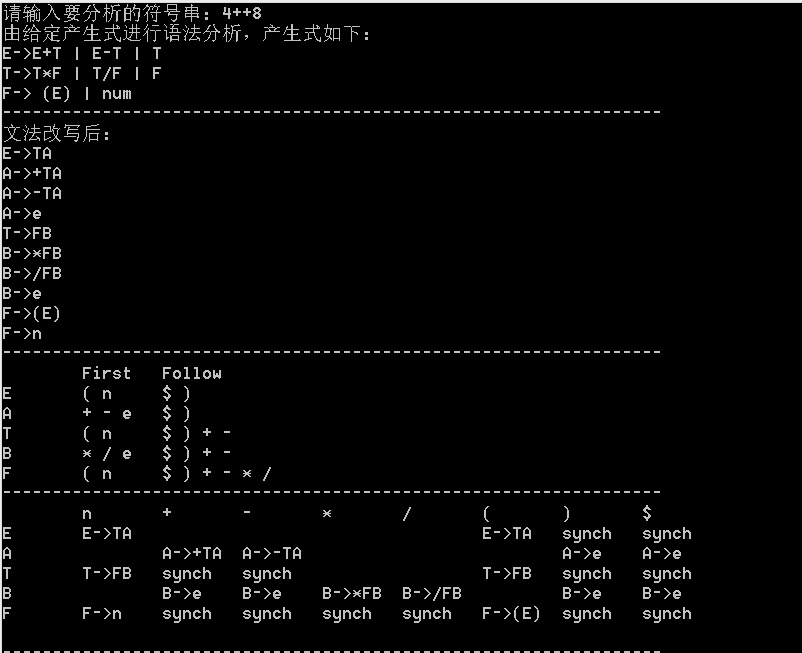 请输入要分析的符号串：4++8
由给定产生式进行语法分析，产生式如下：
E->E+T | E-T | T
T->T*F | T/F | F
F-> (E) | num
------------------------------------------------------------------
文法改写后：
E->TA
A->+TA
A->-TA
A->e
T->FB
B->*FB
B->/FB
B->e
F->(E)
F->n
------------------------------------------------------------------
        First   Follow
E       ( n     $ )
A       + - e   $ )
T       ( n     $ ) + -
B       * / e   $ ) + -
F       ( n     $ ) + - * /
------------------------------------------------------------------
        n       +       -       *       /       (       )       $
E       E->TA                                   E->TA   synch   synch
A               A->+TA  A->-TA                          A->e    A->e
T       T->FB   synch   synch                   T->FB   synch   synch
B               B->e    B->e    B->*FB  B->/FB          B->e    B->e
F       F->n    synch   synch   synch   synch   F->(E)  synch   synch
------------------------------------------------------------------